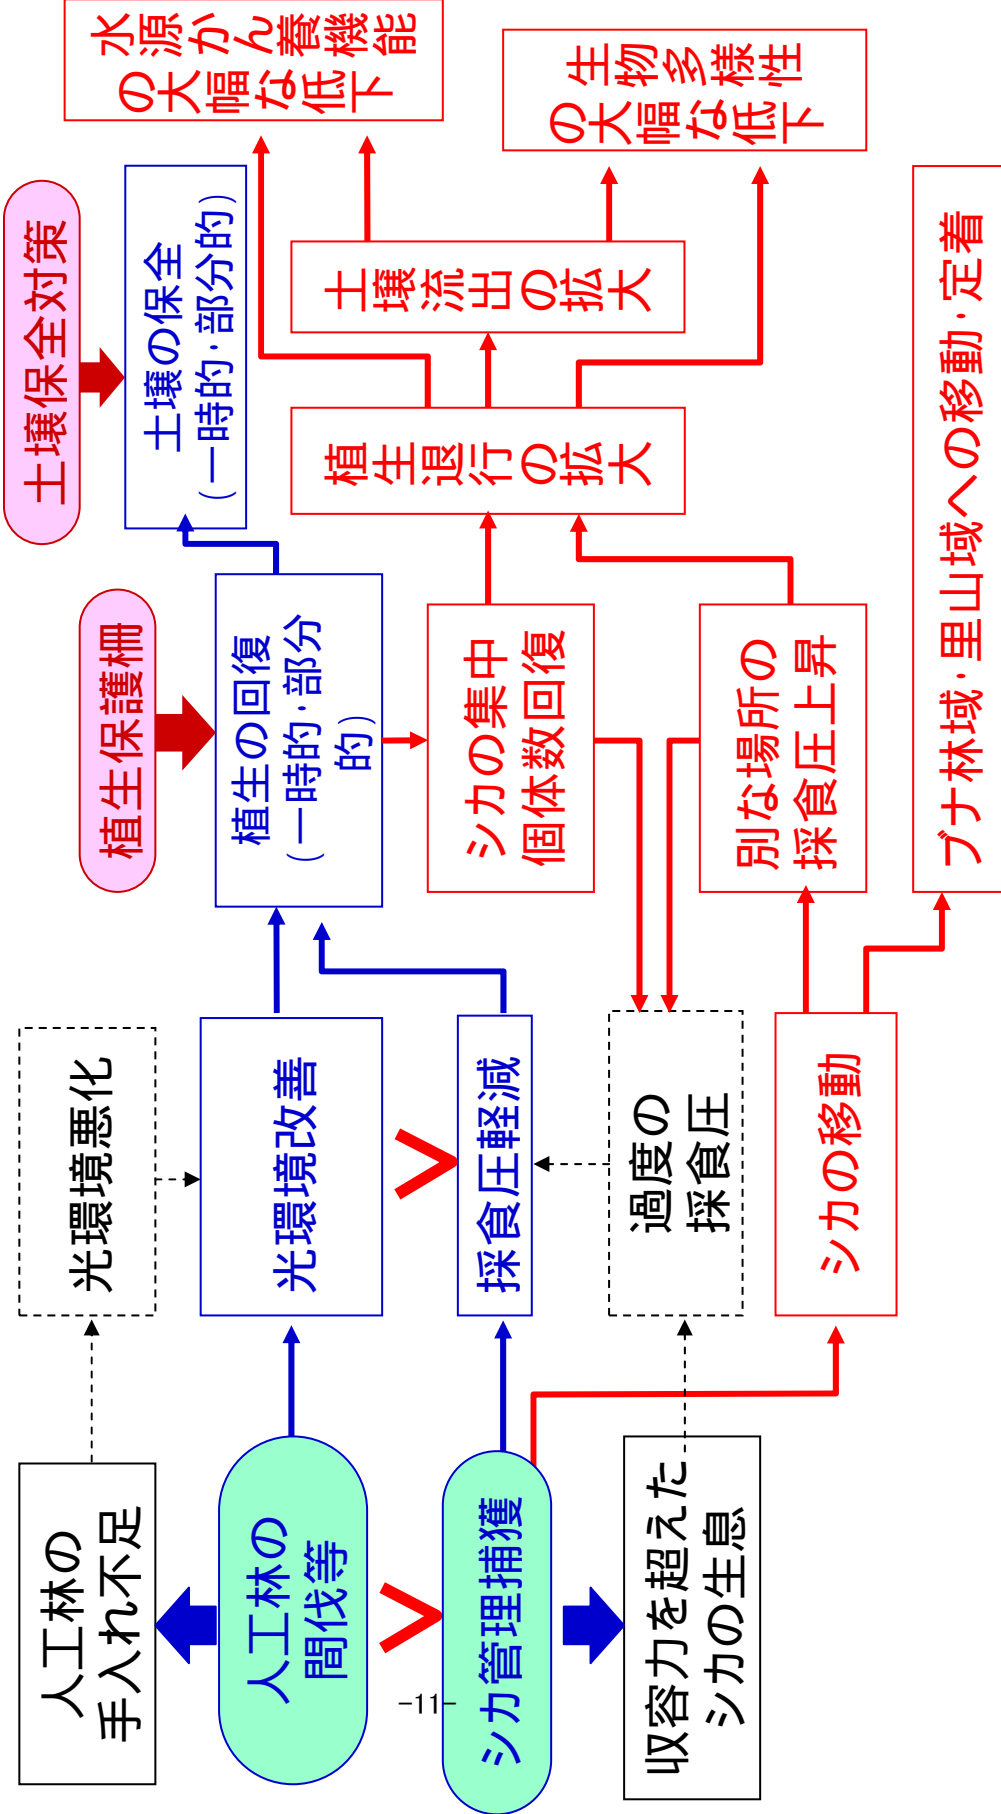 人工林の
手入れ不足
人工林の
間伐等
シカ管理捕獲
収容力を超えた
シカの生息
光環境悪化
光環境改善
>
>
採食圧軽減
過度の
採食圧
シカの移動
植生保護柵
植生の回復
(一時的・部分
的)
シカの集中
個体数回復
別な場所の
採食圧上昇
ブナ林域・里山域への移動・定着
土壌保全対策
土壌の保全
(一時的・部分的)
植生退行の拡大
土壌流出の拡大
水源かん養機能
の大幅な低下
生物多様性
の大幅な低下
-11-